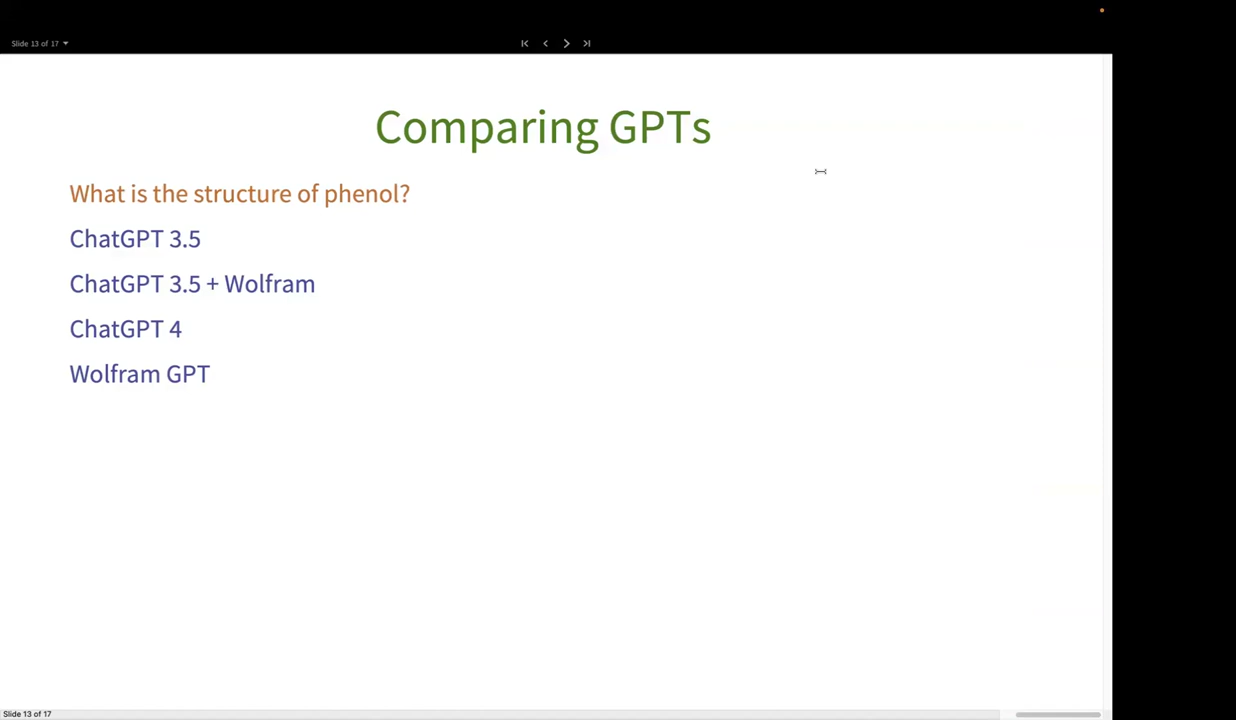 Slide 13 of 17
Comparing GPTs
What is the structure of phenol?
ChatGPT 3.5
ChatGPT 3.5 + Wolfram
ChatGPT 4
Wolfram GPT
Slide 13 of 17